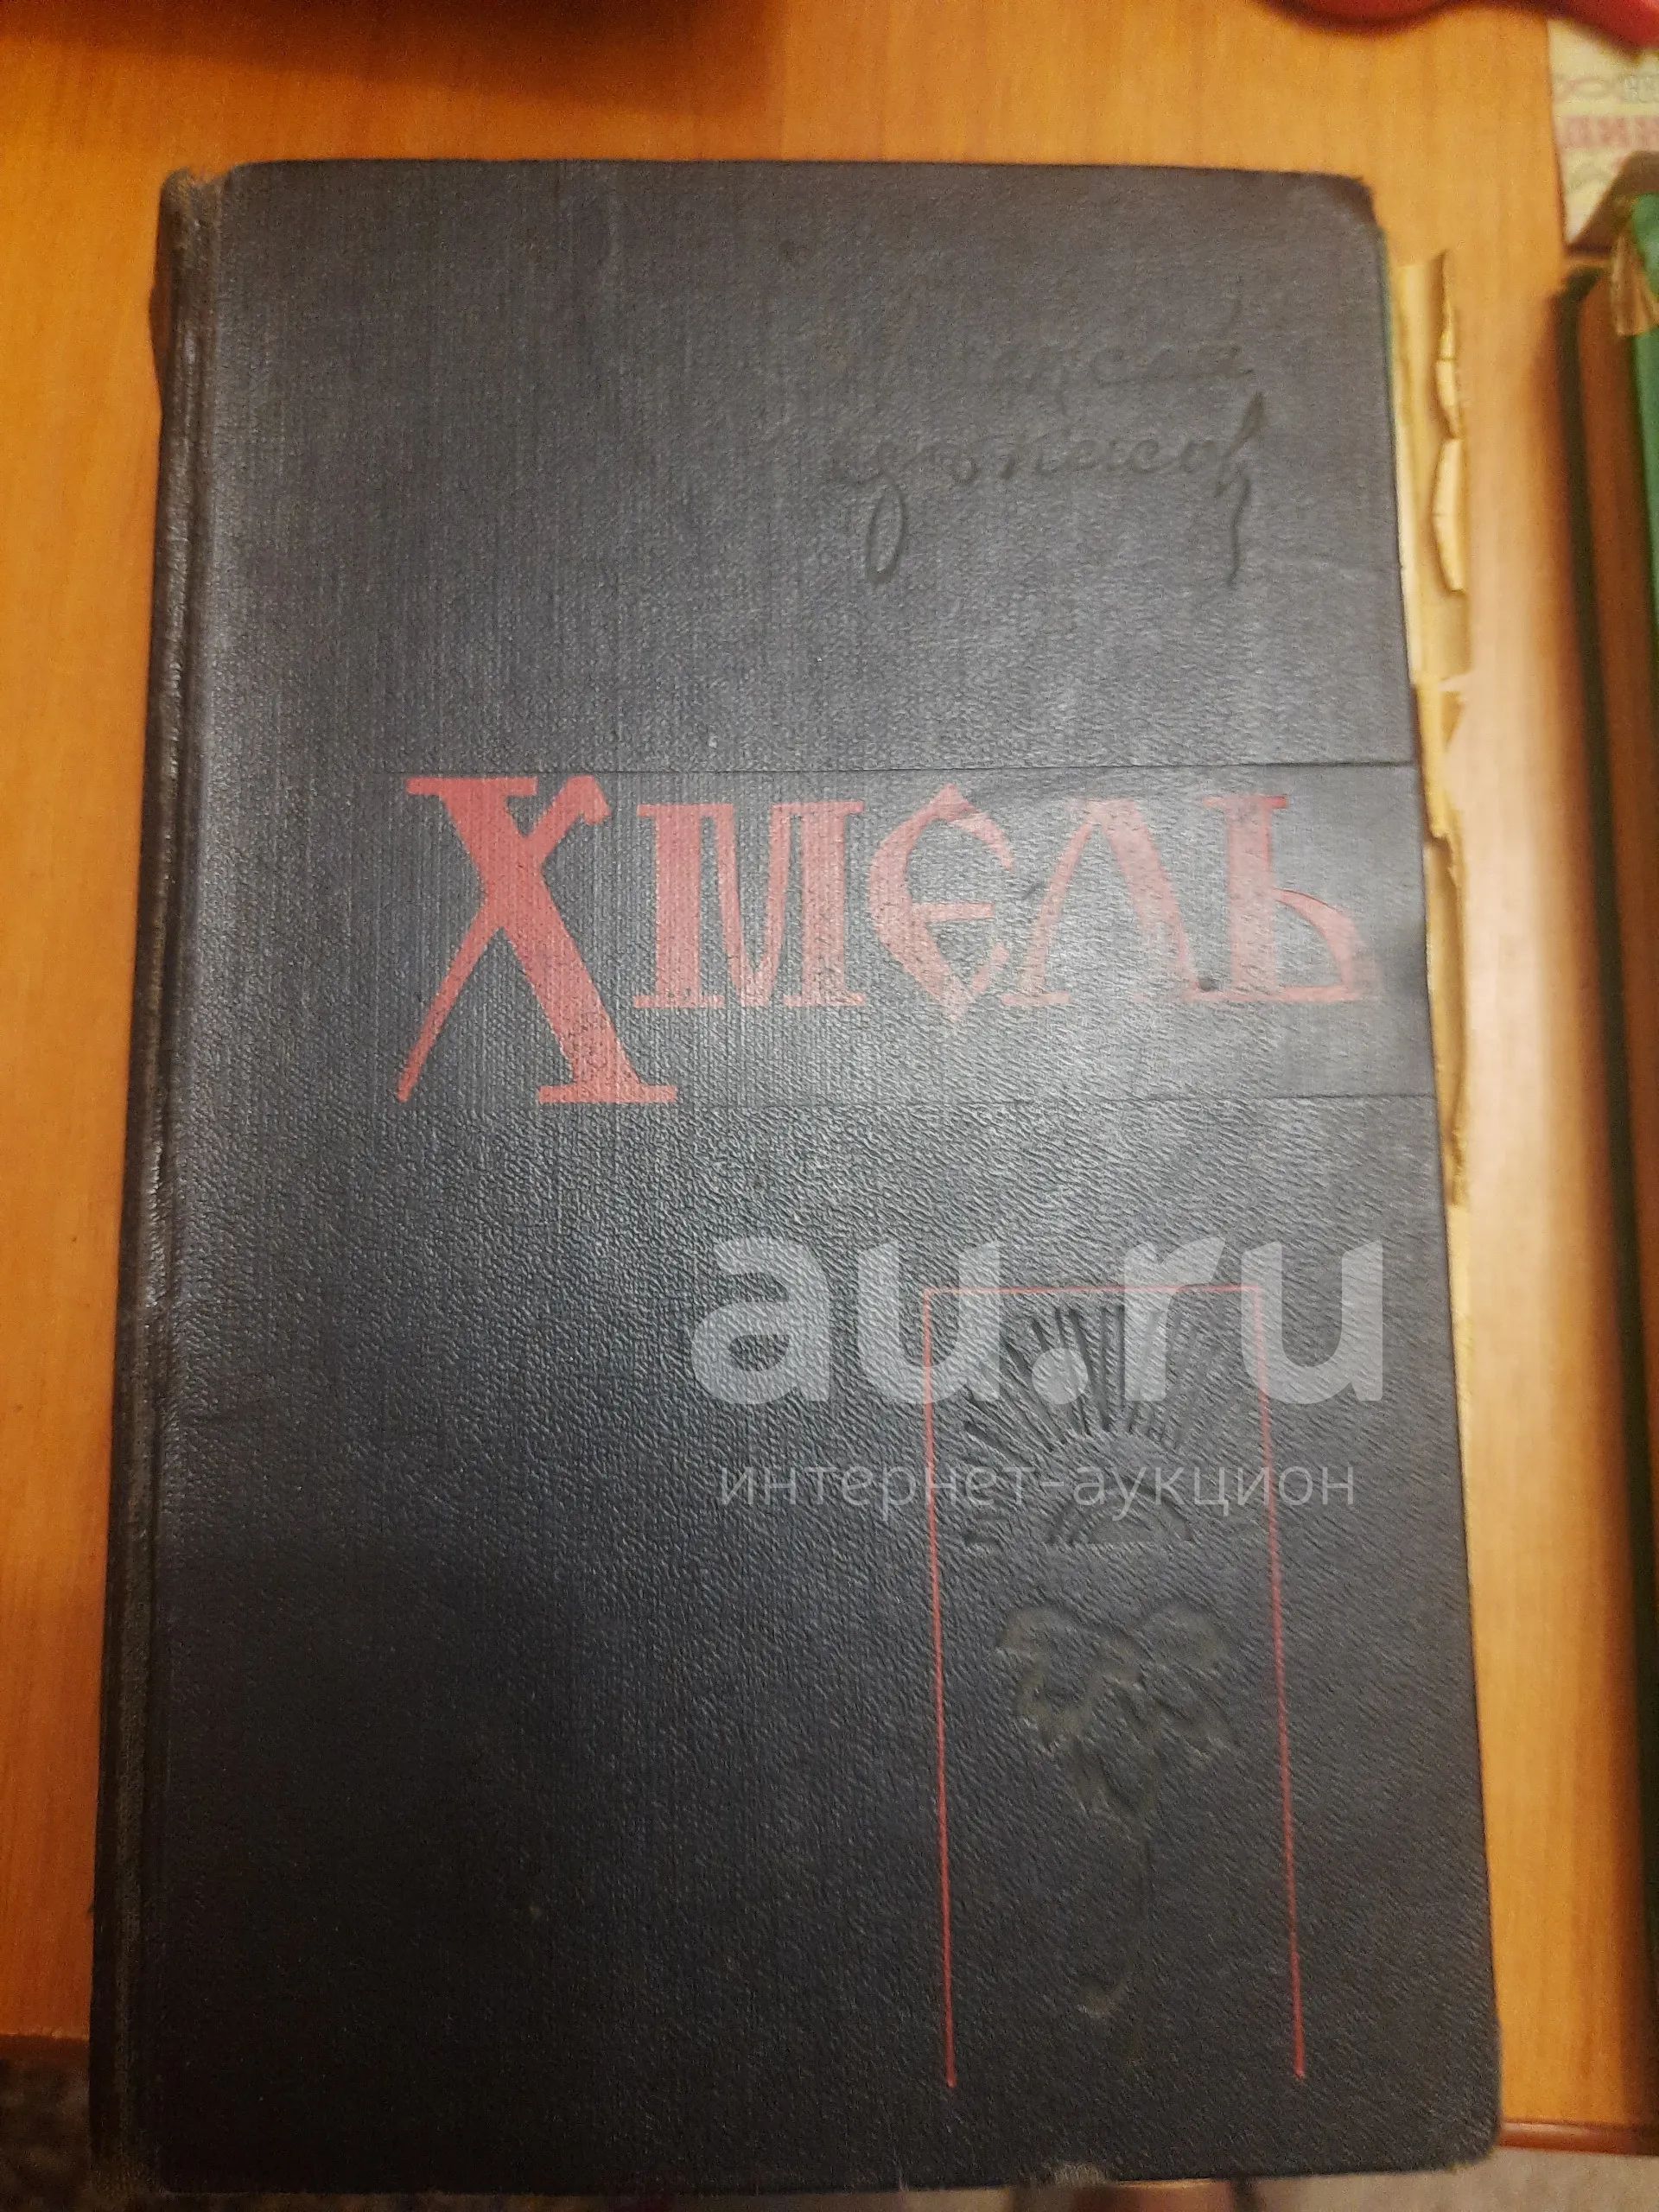 Алексей
Черкасов
ХМЕЛЬ
au.ru
интернет-аукцион